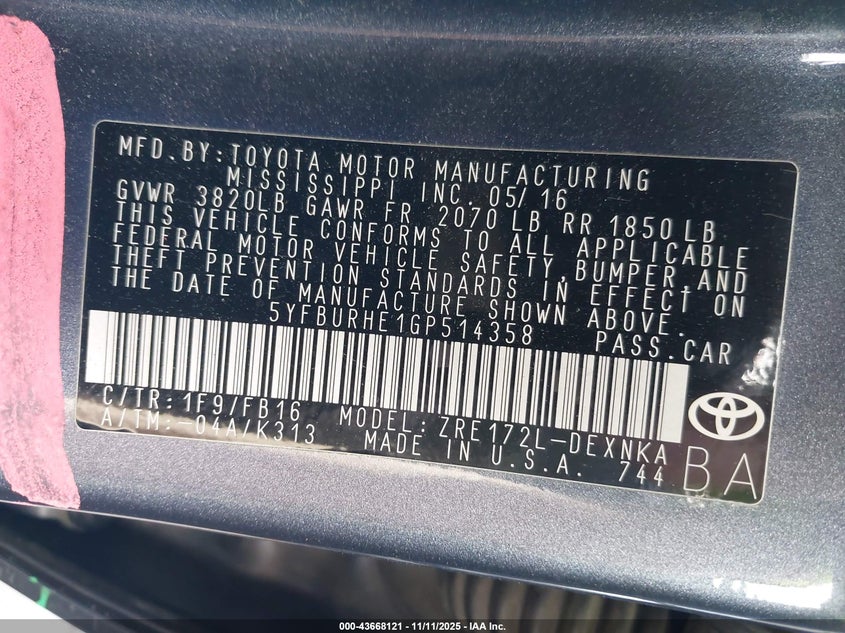 MFD.BY:TOYOTA MOTOR MANUFACTURING
MISSISSIPPI INC. 05/16
GVWR 3820LB GAWR FR 2070 LB RR 1850 LB
THIS VEHICLE CONFORMS TO ALL APPLICABLE
FEDERAL MOTOR VEHICLE SAFETY,BUMPER,AND
THEFT PREVENTION STANDARDS IN EFFECT ON
THE DATE OF MANUFACTURE SHOWN ABOVE.
5YFBURHE1GP514358 PASS.CAR
C/TR:1F9/FB16 MODEL:ZRE172L-DEXNKA
A/TM:-04A/K313 MADE IN U.S.A. 744
BA
000-43668121 - 11/11/2025 - IAA Inc.